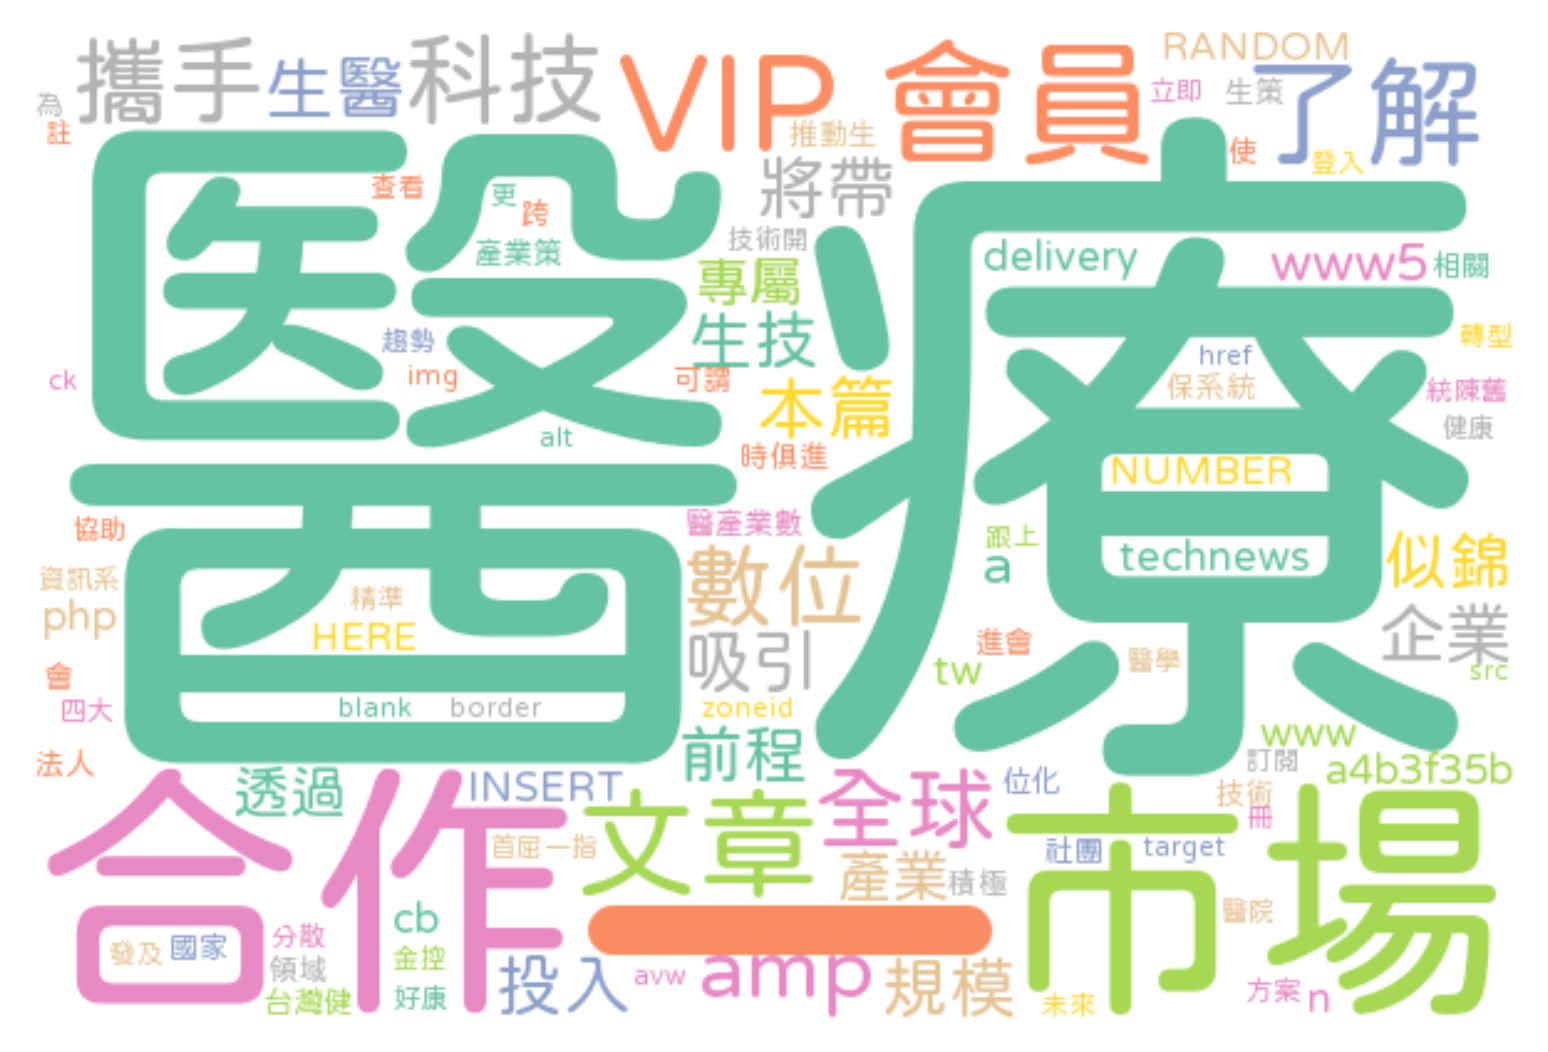 攜手
生醫
科技
VIP 會員
RANDOM
立即
生策
了解
為
註
推動生
使
登入
醫療
查看
更
跨
產業策
將帶
技術開
專屬
生技
delivery
www5
相關
轉型
趨勢
img
可謂
ck
href
保系統
統陳舊
健康
本篇
alt
時俱進
NUMBER
協助
醫產業數
跟上
a
technews
似錦
資訊系
php
精準
HERE
數位
企業
吸引
進會
tw
醫學
src
會
四大
blank
border
zoneid
www
法人
前程
訂閱
a4b3f35b
透過
INSERT
合作
文章
全球
位化
技術
冊
市場
首屈一指
產業
積極
社團
target
醫院
cb
一
分散
發及
國家
領域
金控
台灣健
好康
投入
avw
amp
規模
未來
方案
n